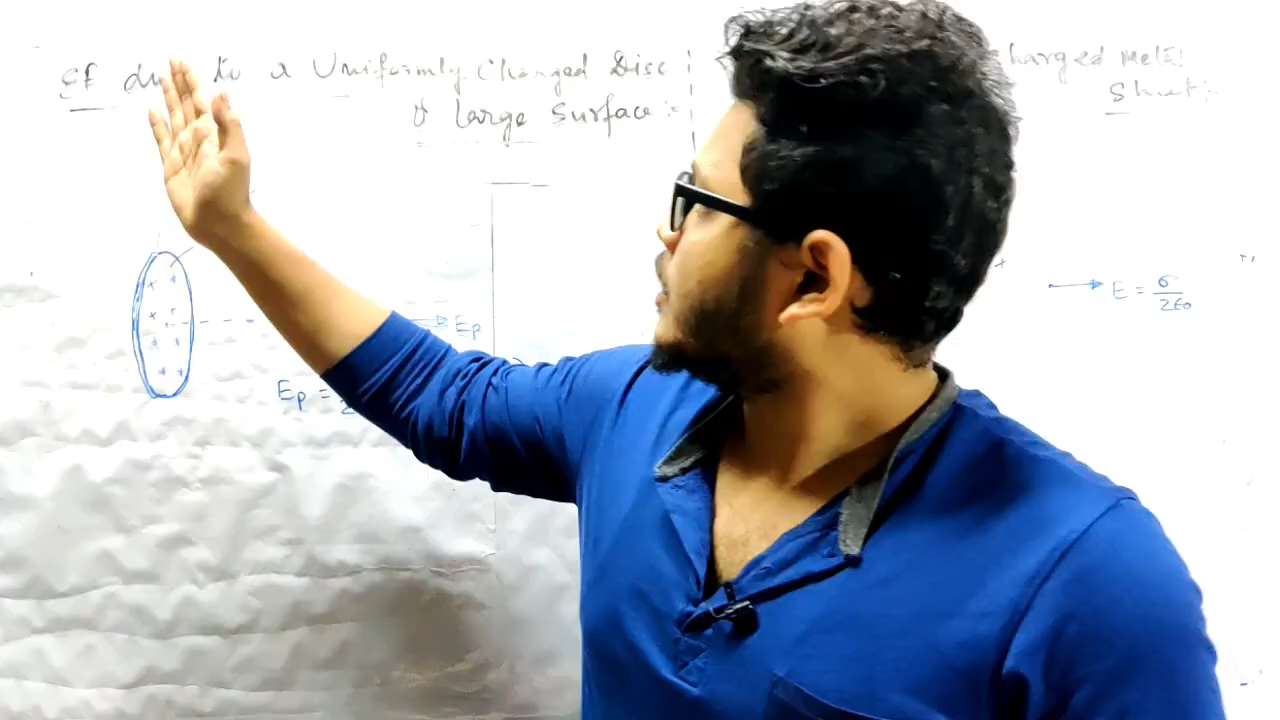 EF to a Uniformly Charged Disc
& large Surface :-
harged Metal
Sheet :-
Ep
Ep =
E = σ/2ε₀